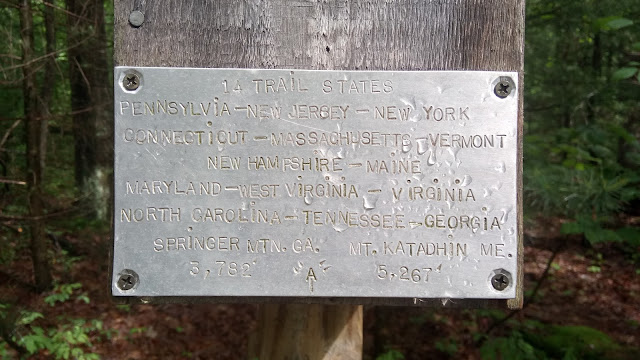 14 TRAIL STATES
PENNSYLVIA-NEW JERSEY-NEW YORK
CONNECTICUT-MASSACHUSETTS-VERMONT
NEW HAMPSHIRE-MAINE
MARYLAND-WEST VIRGINIA-VIRGINIA
NORTH CAROLINA-TENNESSEE-GEORGIA
SPRINGER MTN. GA. MT. KATADHIN ME.
3,782' "A" 5,267'